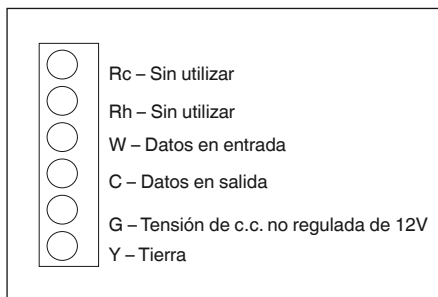 Rc – Sin utilizar
Rh – Sin utilizar
W – Datos en entrada
C – Datos en salida
G – Tensión de c.c. no regulada de 12V
Y – Tierra